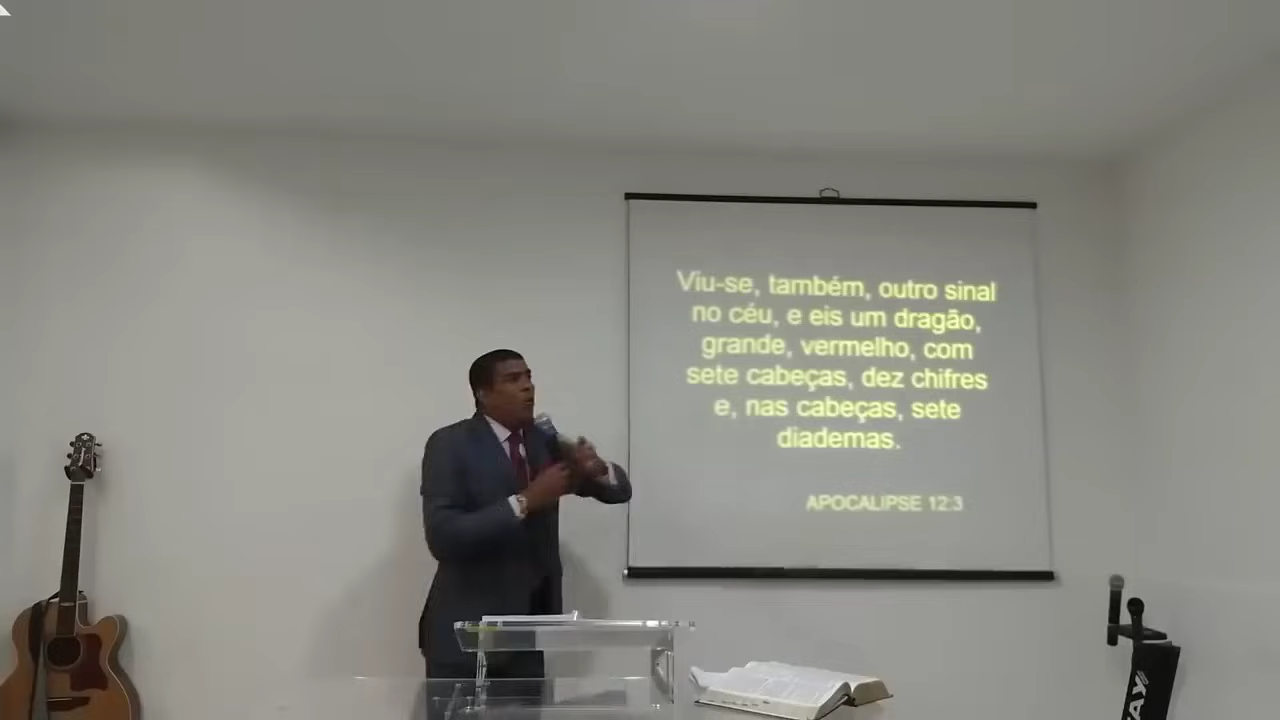 Viu-se, também, outro sinal
no céu, e eis um dragão,
grande, vermelho, com
sete cabeças, dez chifres
e, nas cabeças, sete
diademas.
APOCALIPSE 12:3